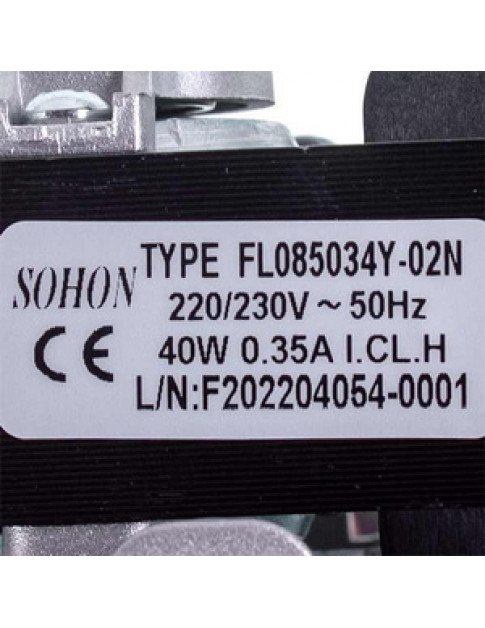 SOHON TYPE FL085034Y-02N
220/230V ~ 50Hz
CE 40W 0.35A I.CL.H
L/N:F202204054-0001